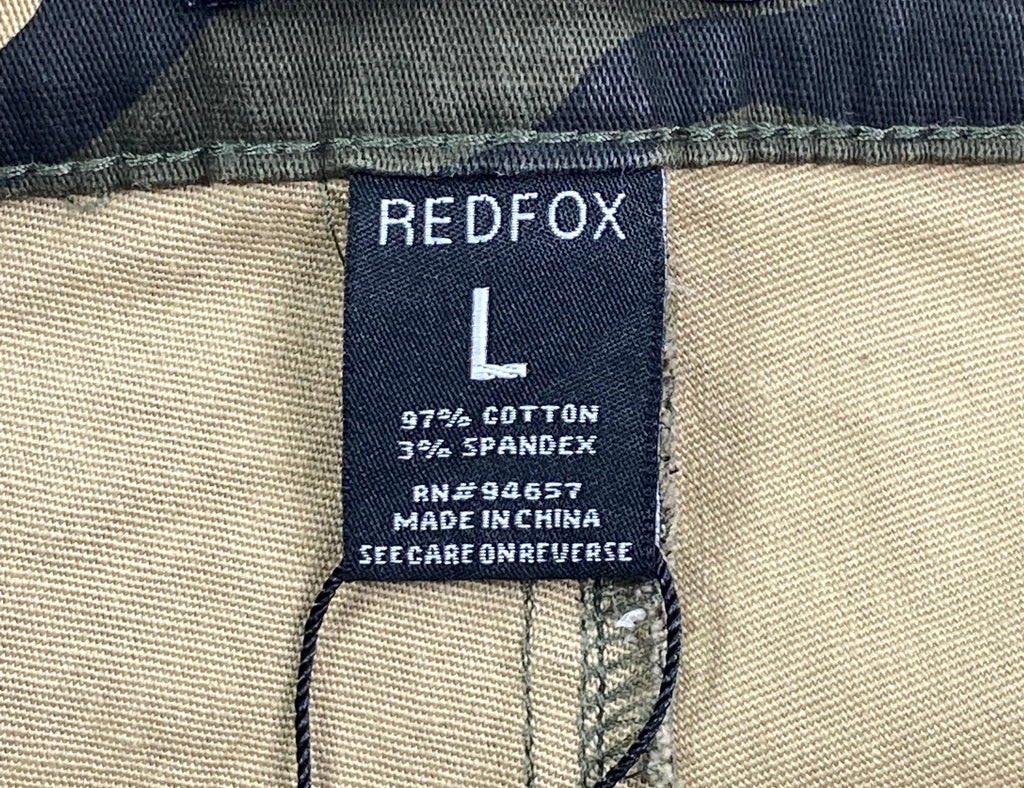 REDFOX
L
97% COTTON
3% SPANDEX
RN#94657
MADE IN CHINA
SEE CARE ON REVERSE